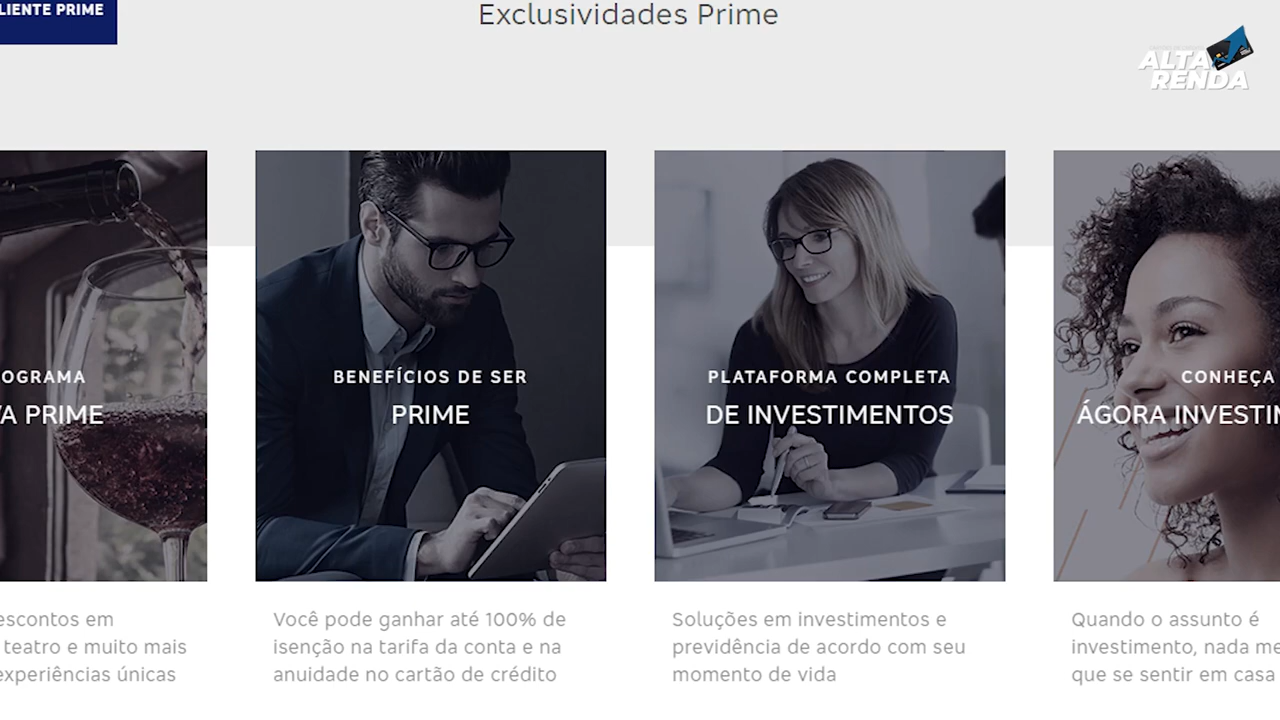 LIENTE PRIME
Exclusividades Prime
ALTA
RENDA
OGRAMA
VA PRIME
escontos em
teatro e muito mais
experiências únicas
BENEFÍCIOS DE SER
PRIME
Você pode ganhar até 100% de
isenção na tarifa da conta e na
anuidade no cartão de crédito
PLATAFORMA COMPLETA
DE INVESTIMENTOS
Soluções em investimentos e
previdência de acordo com seu
momento de vida
CONHEÇA
ÁGORA INVESTIM
Quando o assunto é
investimento, nada me
que se sentir em casa